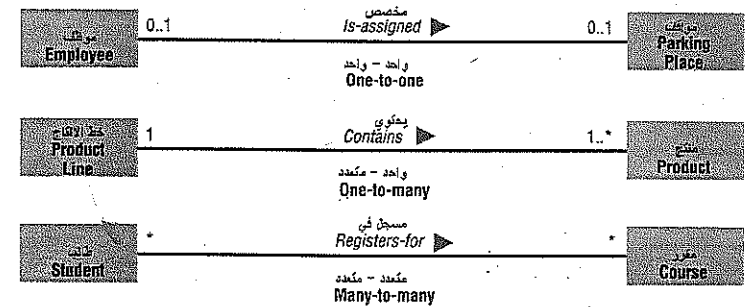 موظف
Employee
0..1
مخصص
Is-assigned
0..1
موقف
Parking
Place
واحد – واحد
One-to-one
خط الإنتاج
Product
Line
1
يحتوي
Contains
1..*
منتج
Product
واحد – متعدد
One-to-many
طالب
Student
*
مسجل في
Registers-for
*
مقرر
Course
متعدد – متعدد
Many-to-many